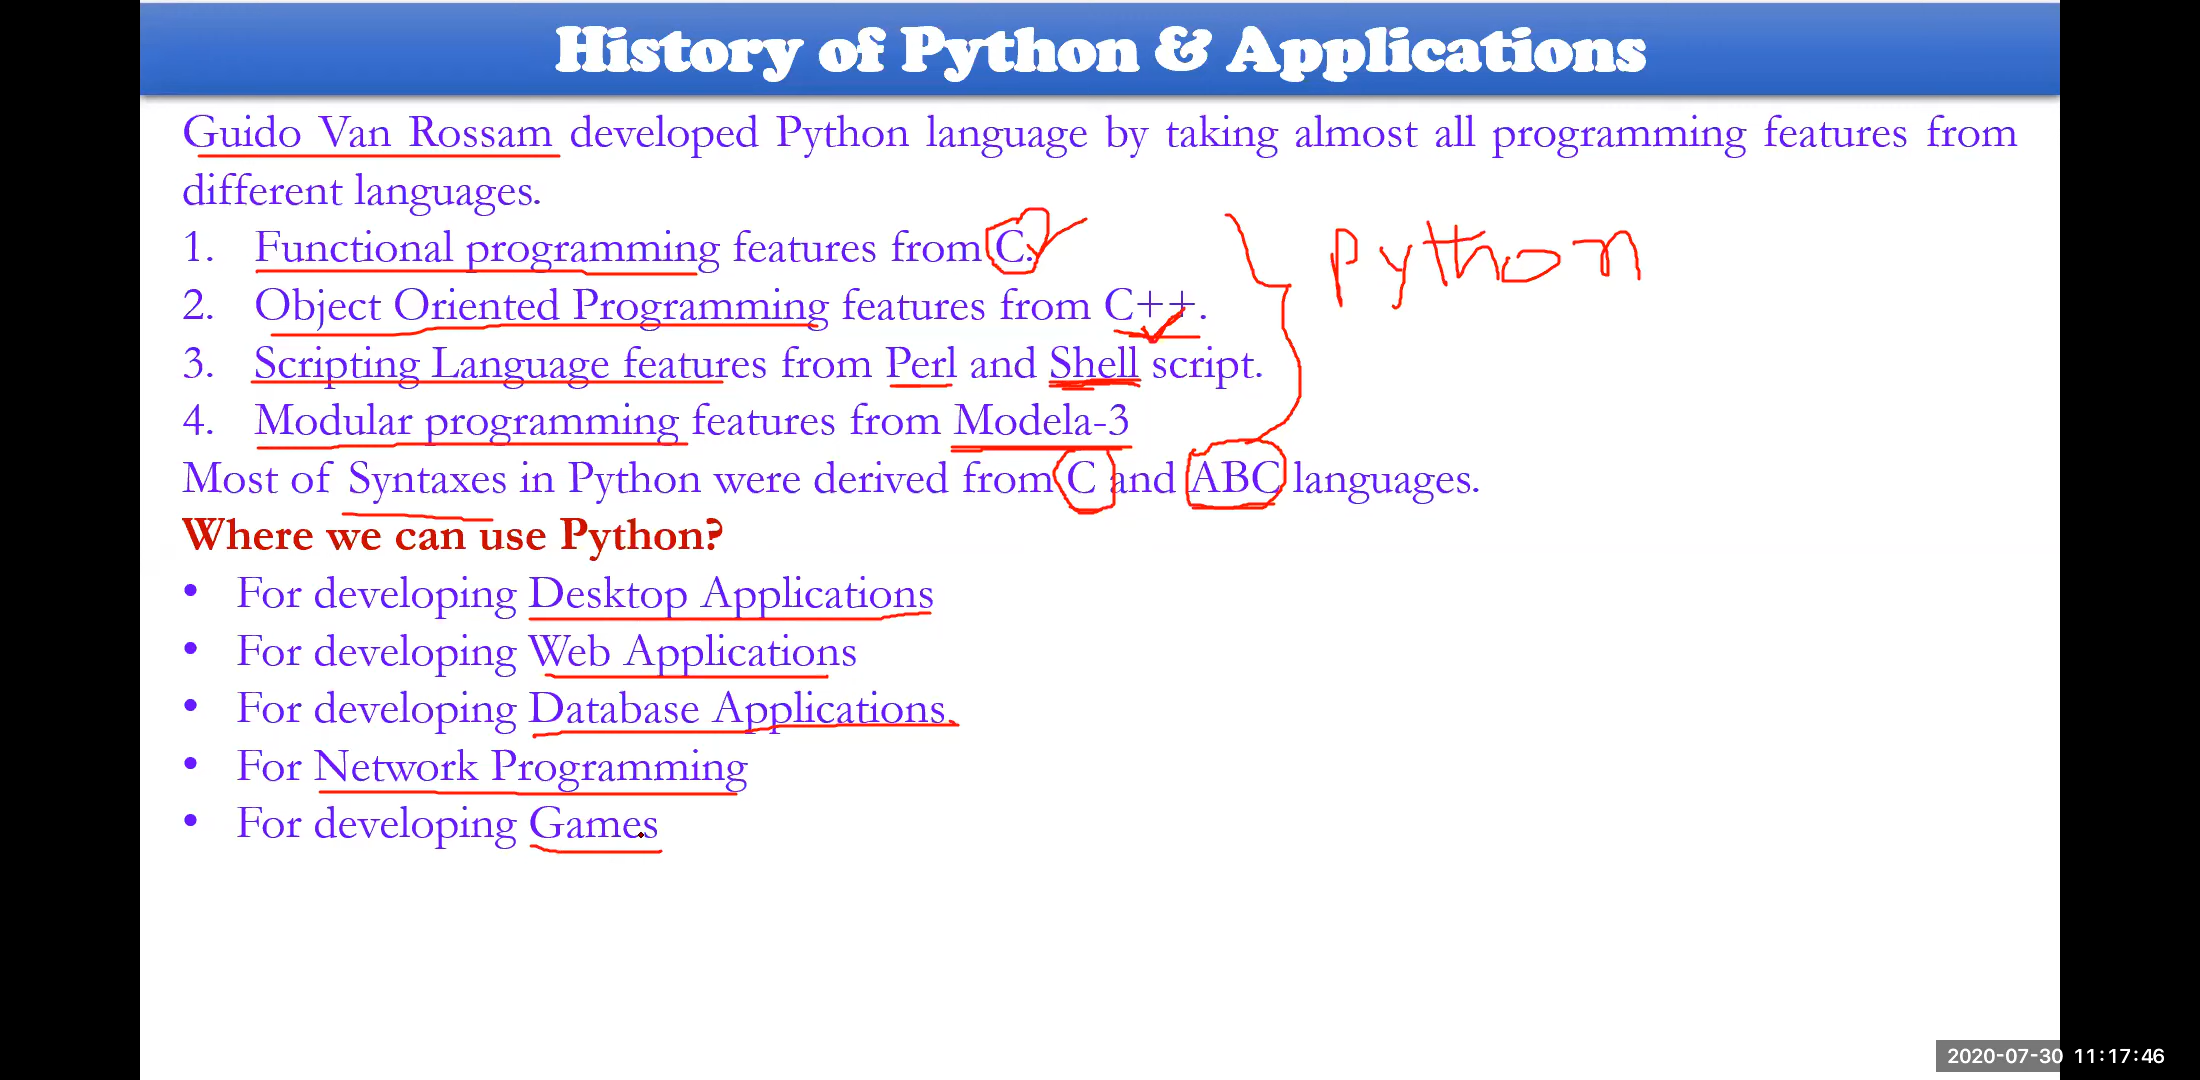 History of Python & Applications
Guido Van Rossam developed Python language by taking almost all programming features from
different languages.
1. Functional programming features from C.
2. Object Oriented Programming features from C++.
3. Scripting Language features from Perl and Shell script.
4. Modular programming features from Modela-3
Python
Most of Syntaxes in Python were derived from C and ABC languages.
Where we can use Python?
• For developing Desktop Applications
• For developing Web Applications
• For developing Database Applications.
• For Network Programming
• For developing Games
2020-07-30 11:17:46